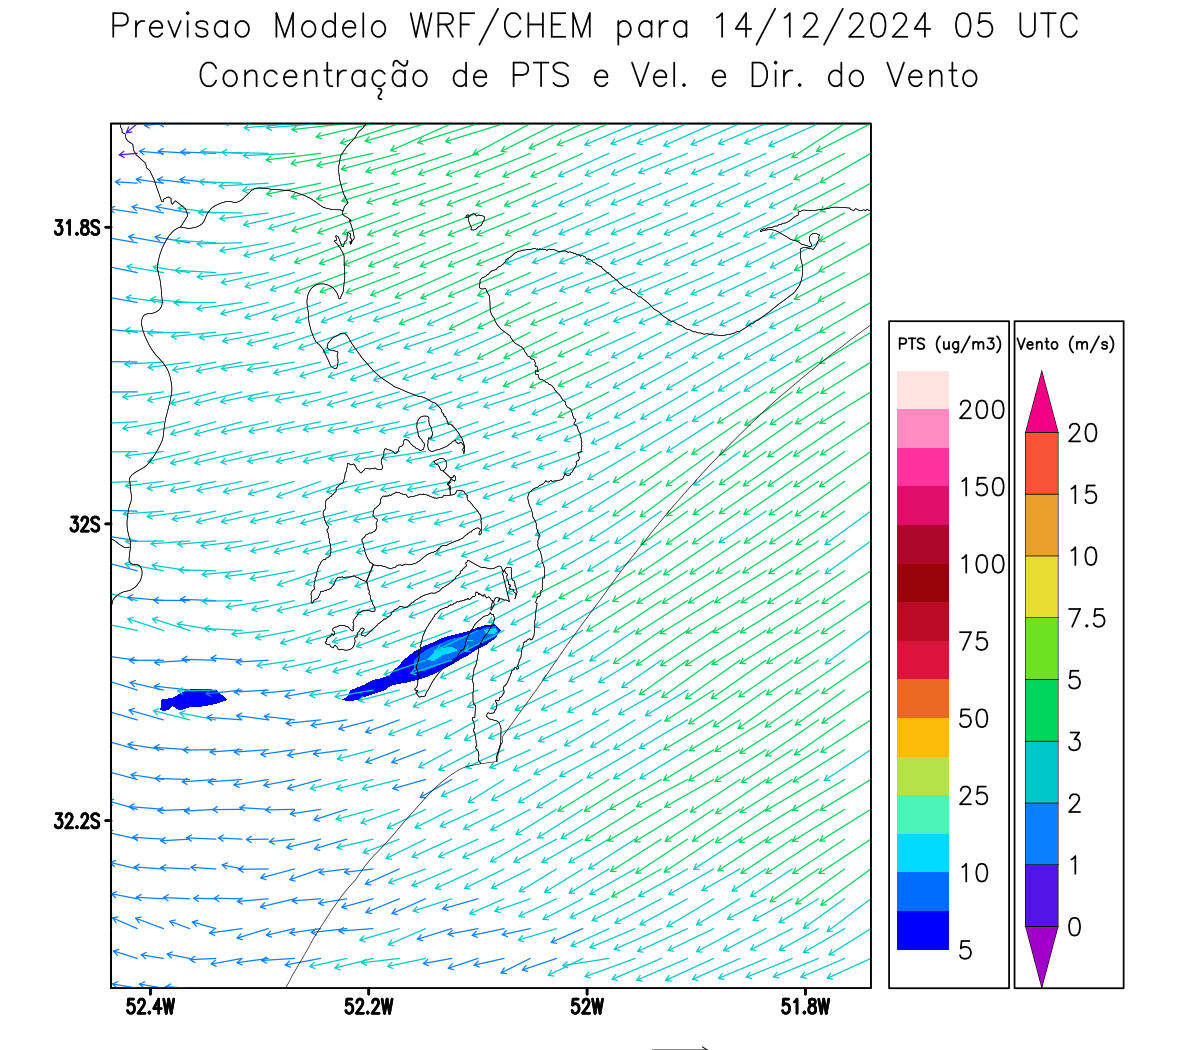 Previsao Modelo WRF/CHEM para 14/12/2024 05 UTC
Concentração de PTS e Vel. e Dir. do Vento
31.8S
32S
32.2S
52.4W 52.2W 52W 51.8W
PTS (ug/m3)
200
150
100
75
50
25
10
5
Vento (m/s)
20
15
10
7.5
5
3
2
1
0